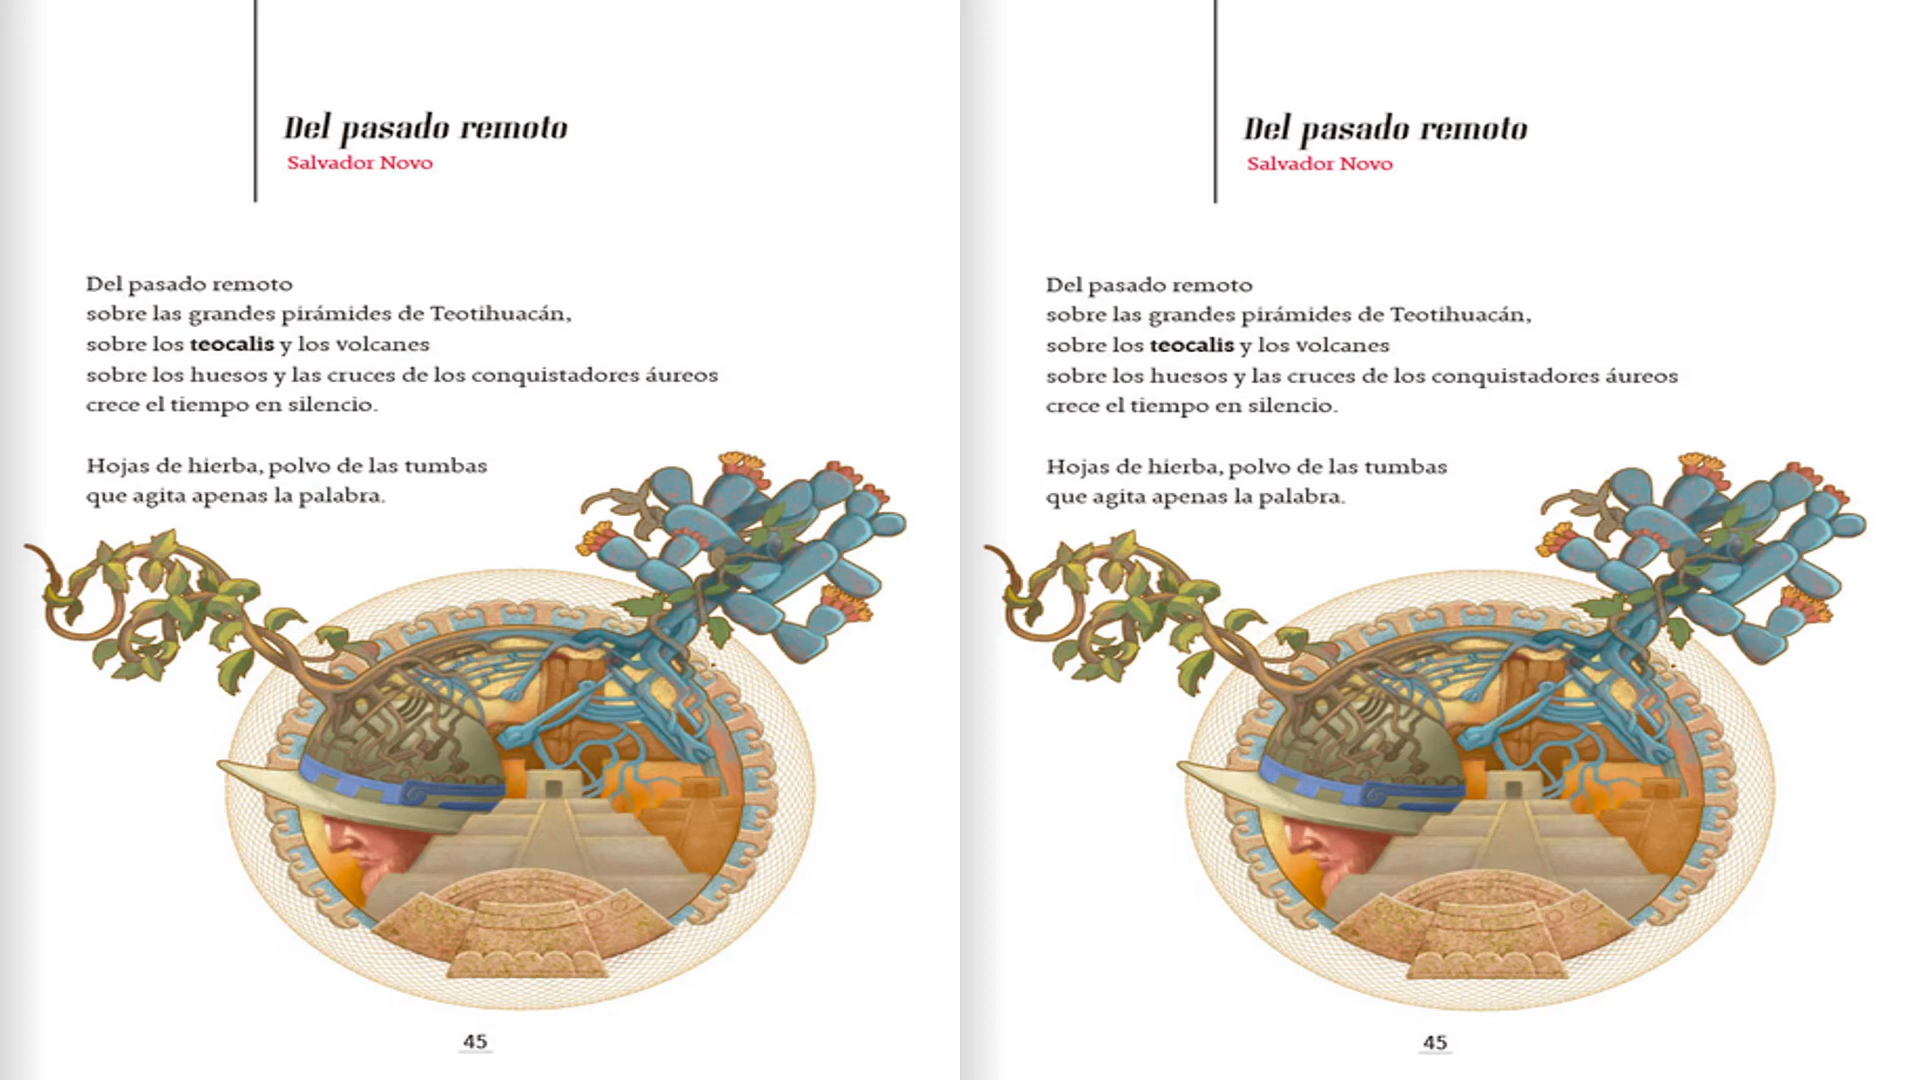 Del pasado remoto
Salvador Novo
Del pasado remoto
sobre las grandes pirámides de Teotihuacán,
sobre los teocalis y los volcanes
sobre los huesos y las cruces de los conquistadores áureos
crece el tiempo en silencio.
Hojas de hierba, polvo de las tumbas
que agita apenas la palabra.
45
Del pasado remoto
Salvador Novo
Del pasado remoto
sobre las grandes pirámides de Teotihuacán,
sobre los teocalis y los volcanes
sobre los huesos y las cruces de los conquistadores áureos
crece el tiempo en silencio.
Hojas de hierba, polvo de las tumbas
que agita apenas la palabra.
45